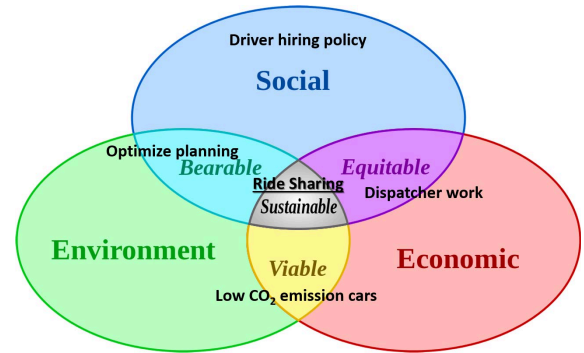 Driver hiring policy
Social
Optimize planning
Bearable
Equitable
Ride Sharing
Dispatcher work
Sustainable
Environment
Economic
Viable
Low CO₂ emission cars